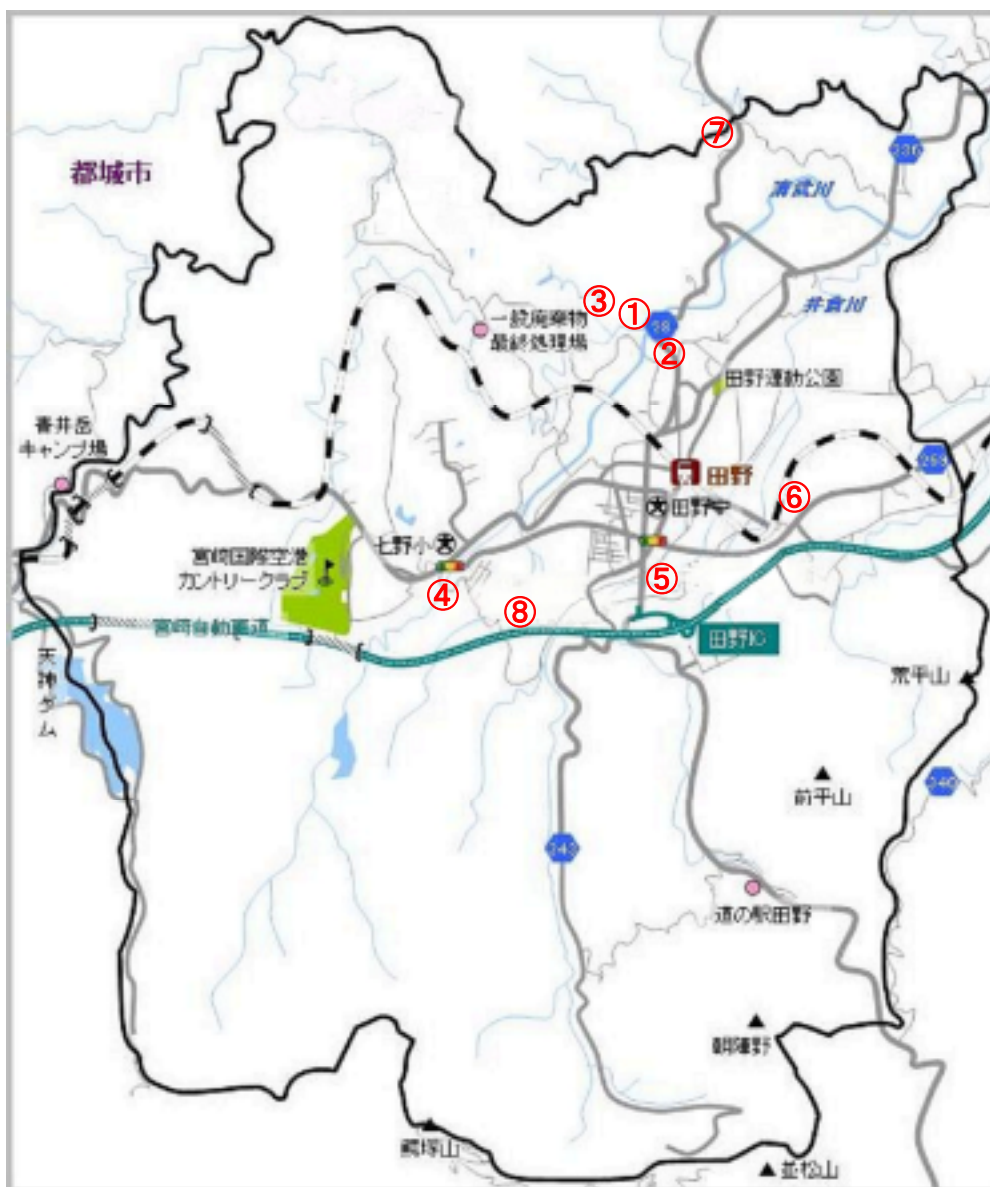 ⑦
336
都城市
清武川
③
①
井倉川
28
一般廃棄物
最終処理場
②
田野運動公園
青井岳
キャンプ場
269
田野
⑥
田野中
七野小
宮崎国際空港
カントリークラブ
④
⑤
⑧
宮崎自動車道
田野IC
天神ダム
荒平山
340
前平山
343
道の駅田野
朝陣野
鰐塚山
並松山